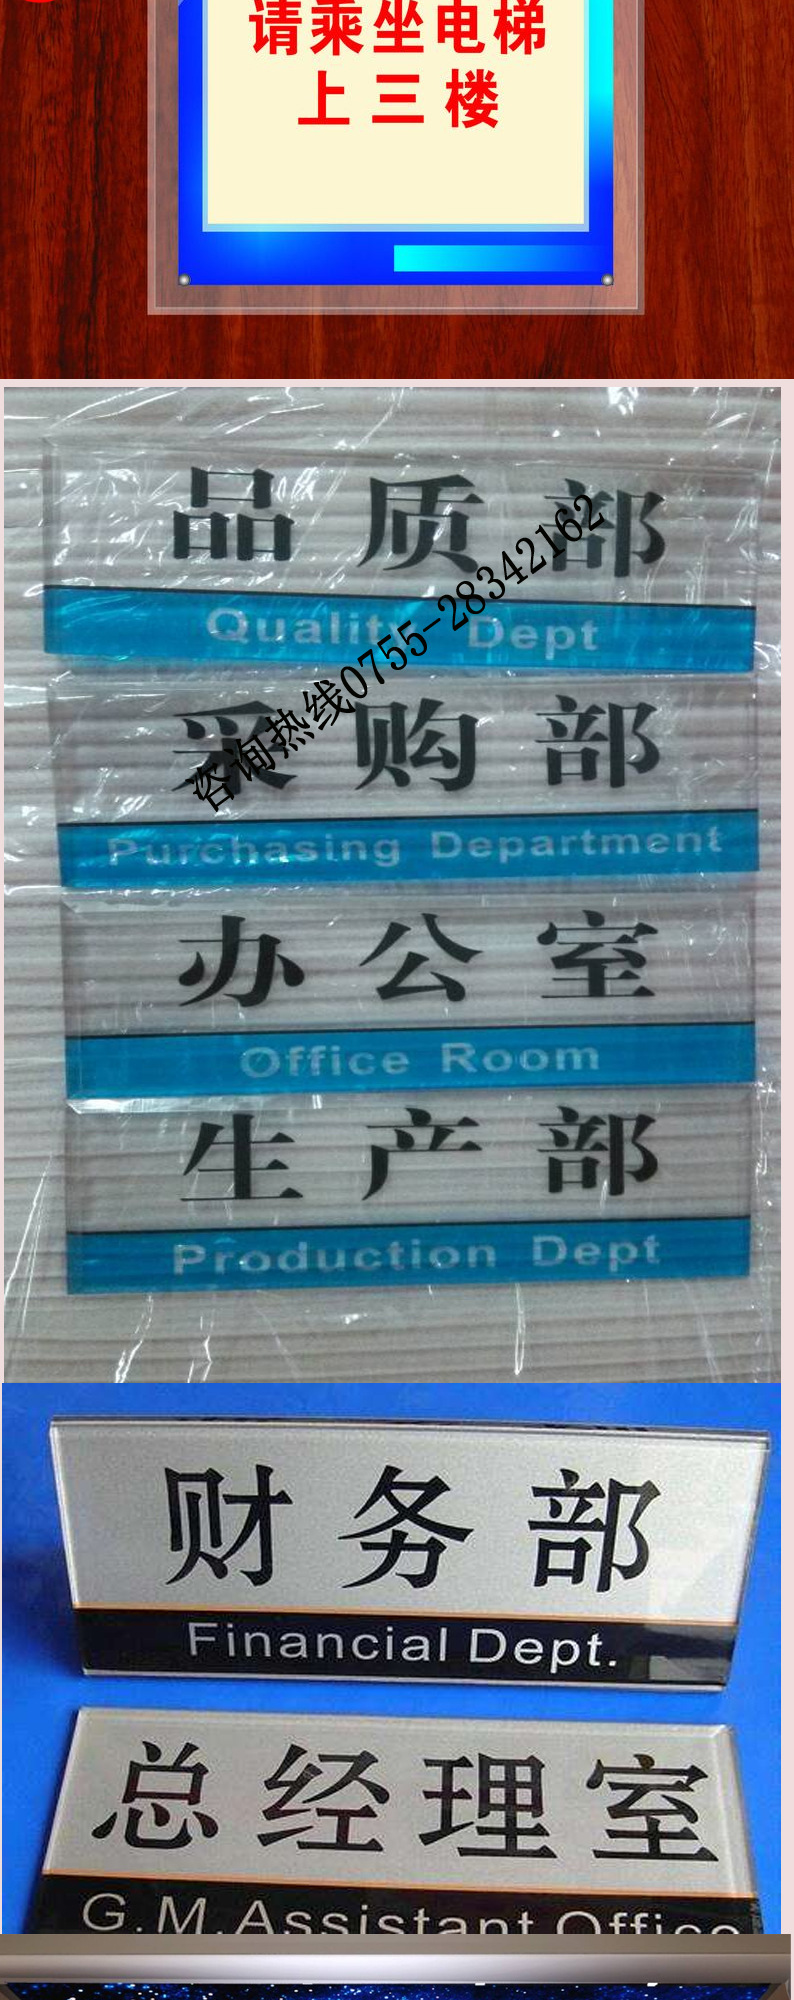 请乘坐电梯
上三楼
品质部
Quality Dept
咨询热线0755-28342162
采购部
Purchasing Department
办公室
Office Room
生产部
Production Dept
财务部
Financial Dept.
总经理室
G.M.Assistant Office